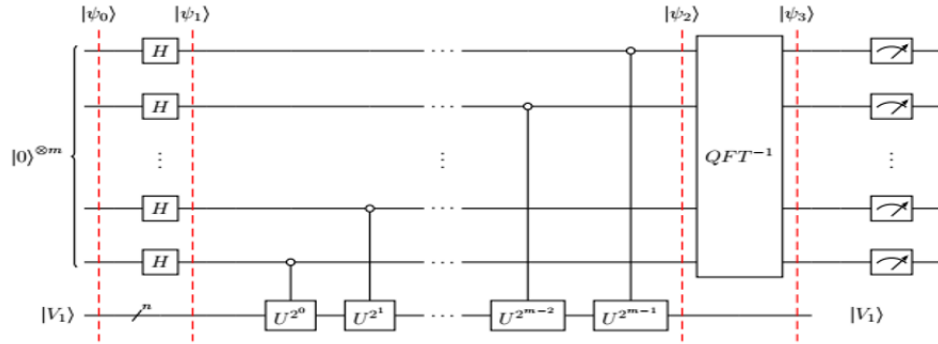 |ψ₀⟩ |ψ₁⟩ |ψ₂⟩ |ψ₃⟩
H
H
|0⟩^{⊗m} ⋮ ⋮ QFT^{−1} ⋮
H
H
|V₁⟩ n U^{2^0} U^{2^1} ⋯ U^{2^{m−2}} U^{2^{m−1}} |V₁⟩